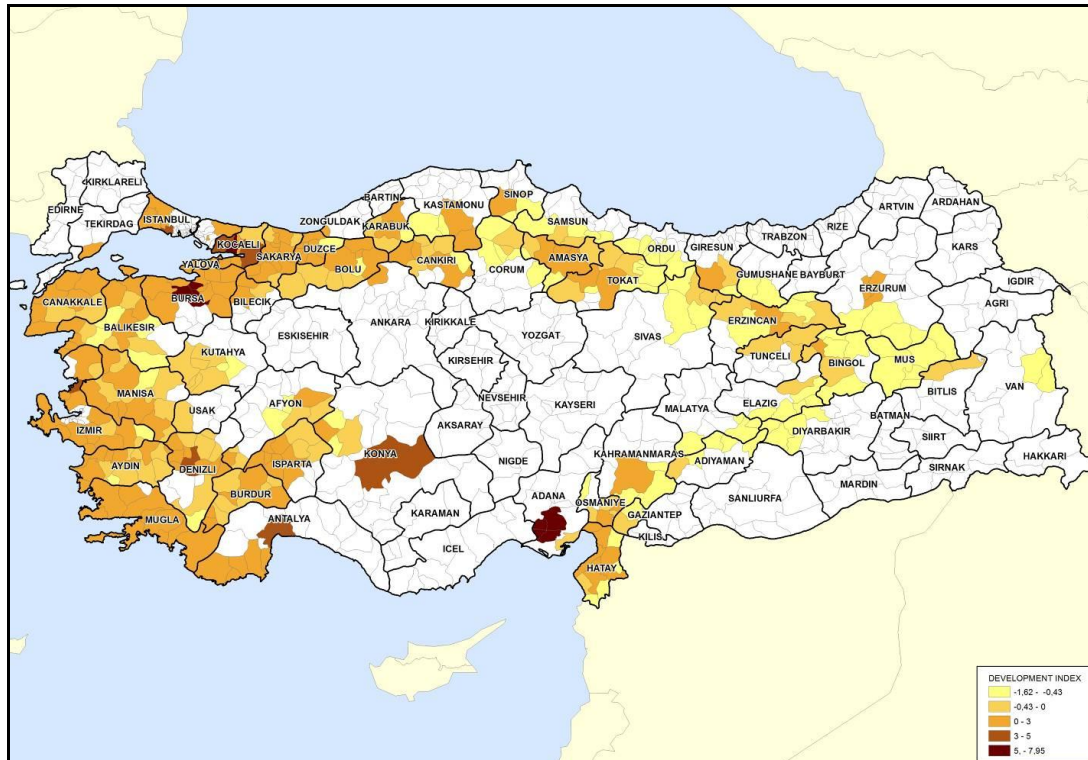 KIRKLARELI
EDIRNE
TEKIRDAG
ISTANBUL
KOCAELI
YALOVA
SAKARYA
DUZCE
ZONGULDAK
BARTIN
KARABUK
KASTAMONU
SINOP
SAMSUN
ORDU
GIRESUN
TRABZON
RIZE
ARTVIN
ARDAHAN
KARS
IGDIR
AGRI
ERZURUM
GUMUSHANE
BAYBURT
BOLU
CANKIRI
CORUM
AMASYA
TOKAT
CANAKKALE
BURSA
BILECIK
BALIKESIR
ESKISEHIR
ANKARA
KIRIKKALE
YOZGAT
SIVAS
ERZINCAN
TUNCELI
BINGOL
MUS
BITLIS
VAN
KUTAHYA
KIRSEHIR
MANISA
USAK
AFYON
NEVSEHIR
KAYSERI
MALATYA
ELAZIG
DIYARBAKIR
BATMAN
SIIRT
SIRNAK
HAKKARI
IZMIR
AYDIN
DENIZLI
ISPARTA
KONYA
AKSARAY
NIGDE
KAHRAMANMARAS
ADIYAMAN
MARDIN
SANLIURFA
BURDUR
MUGLA
ANTALYA
KARAMAN
ADANA
OSMANIYE
GAZIANTEP
KILIS
ICEL
HATAY
DEVELOPMENT INDEX
-1,62 - -0,43
-0,43 - 0
0 - 3
3 - 5
5, - 7,95